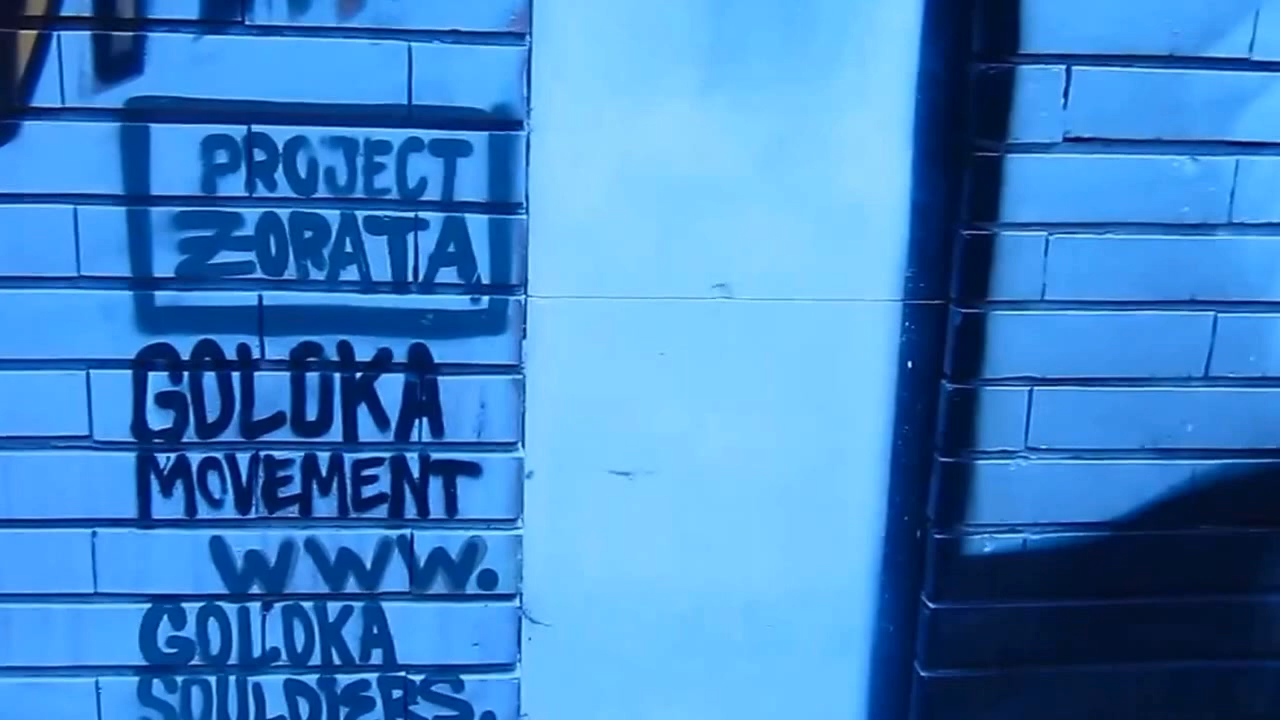 PROJECT
ZORATA
GOLOKA
MOVEMENT
WWW.
GOLOKA
SOULDIERS.